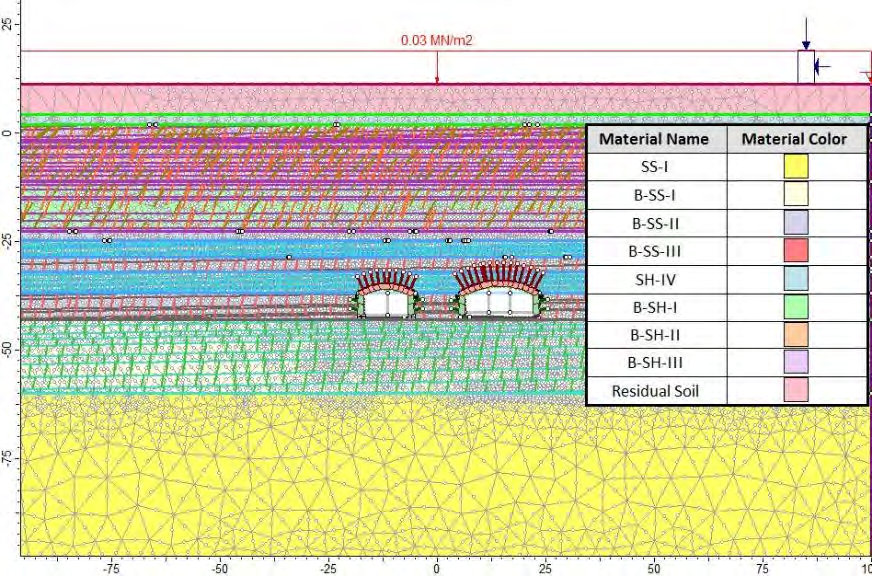 0.03 MN/m2
Material Name Material Color
SS-I
B-SS-I
B-SS-II
B-SS-III
SH-IV
B-SH-I
B-SH-II
B-SH-III
Residual Soil
25
0
-25
-50
-75
-75 -50 -25 0 25 50 75